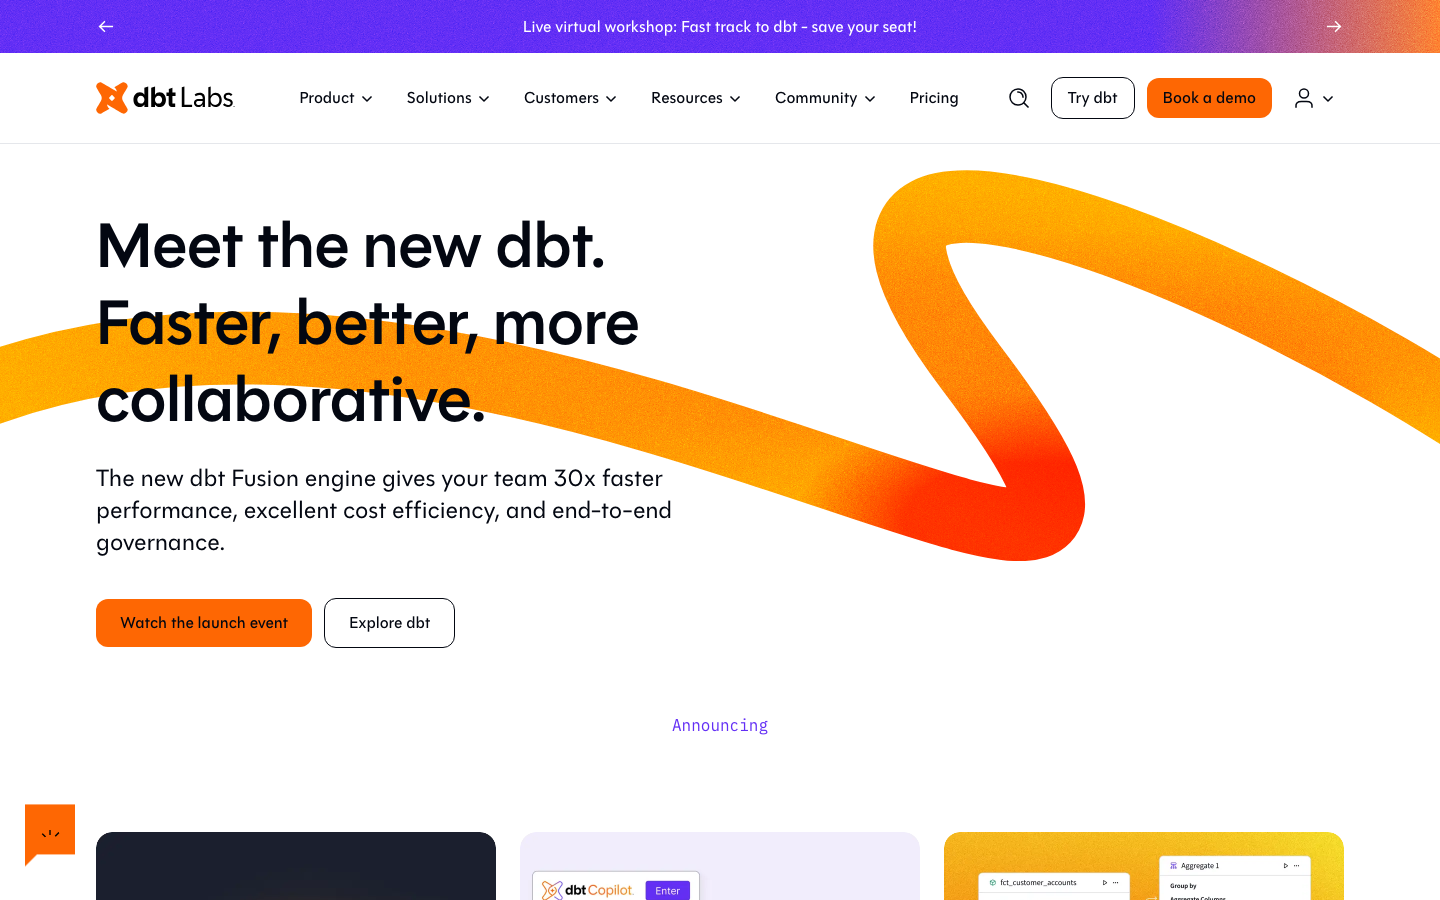 Live virtual workshop: Fast track to dbt - save your seat!
dbt Labs
Product
Solutions
Customers
Resources
Community
Pricing
Try dbt
Book a demo
Meet the new dbt.
Faster, better, more
collaborative.
The new dbt Fusion engine gives your team 30x faster
performance, excellent cost efficiency, and end-to-end
governance.
Watch the launch event
Explore dbt
Announcing
dbt Copilot
Enter
fct_customer_accounts
Aggregate 1
Group by
Aggregate Columns